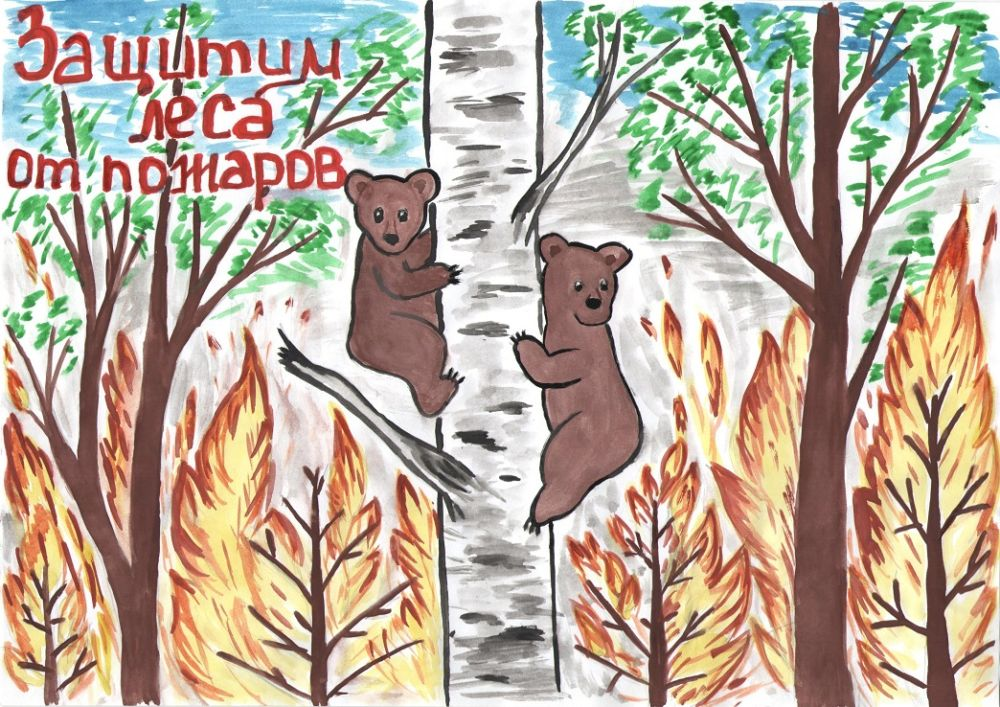 Защитим
леса
от пожаров